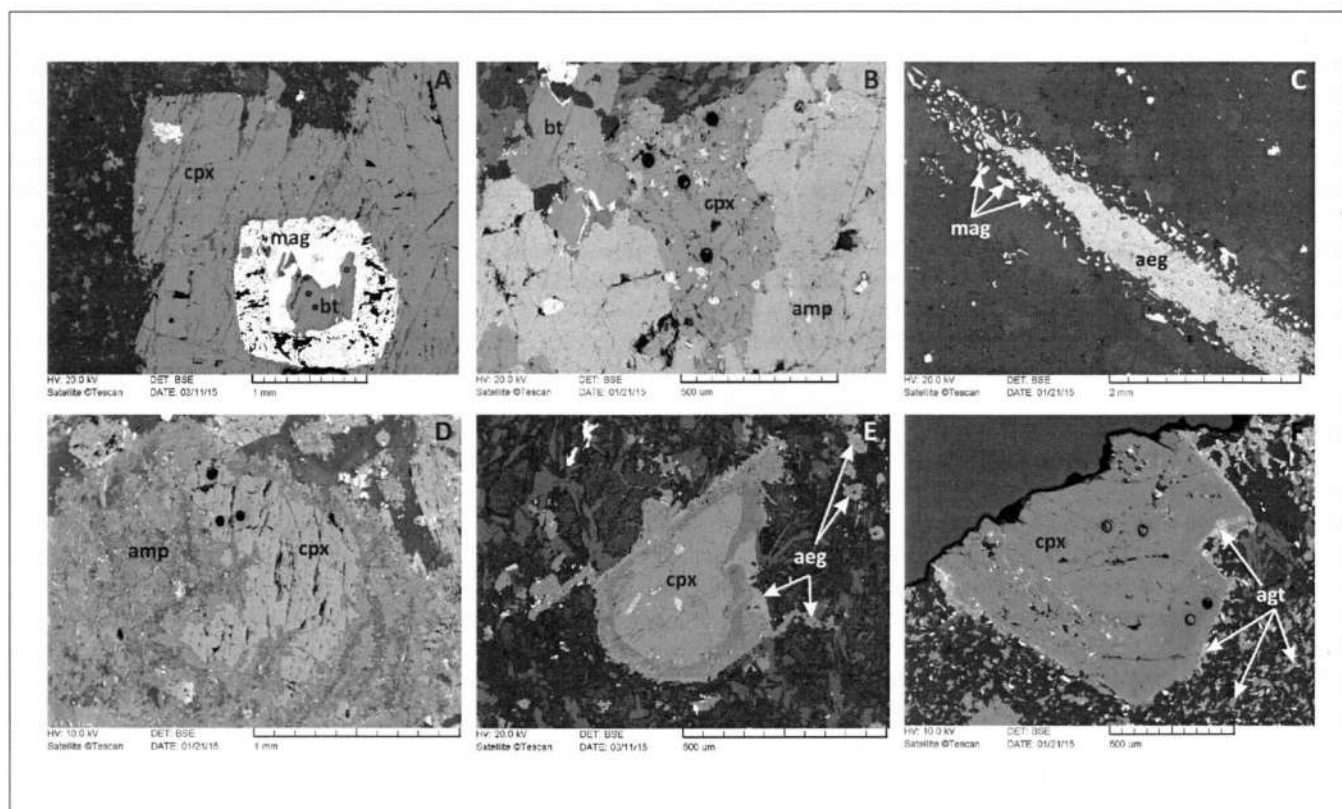 A
cpx
mag
bt
HV: 20.0 kV DET: BSE
Satellite ©Tescan DATE: 03/11/15 1 mm
B
bt
cpx
amp
HV: 20.0 kV DET: BSE
Satellite ©Tescan DATE: 01/21/15 500 um
C
mag
aeg
HV: 20.0 kV DET: BSE
Satellite ©Tescan DATE: 01/21/15 2 mm
D
amp
cpx
HV: 10.0 kV DET: BSE
Satellite ©Tescan DATE: 01/21/15 1 mm
E
aeg
cpx
HV: 20.0 kV DET: BSE
Satellite ©Tescan DATE: 03/11/15 500 um
F
cpx
agt
HV: 10.0 kV DET: BSE
Satellite ©Tescan DATE: 01/21/15 500 um